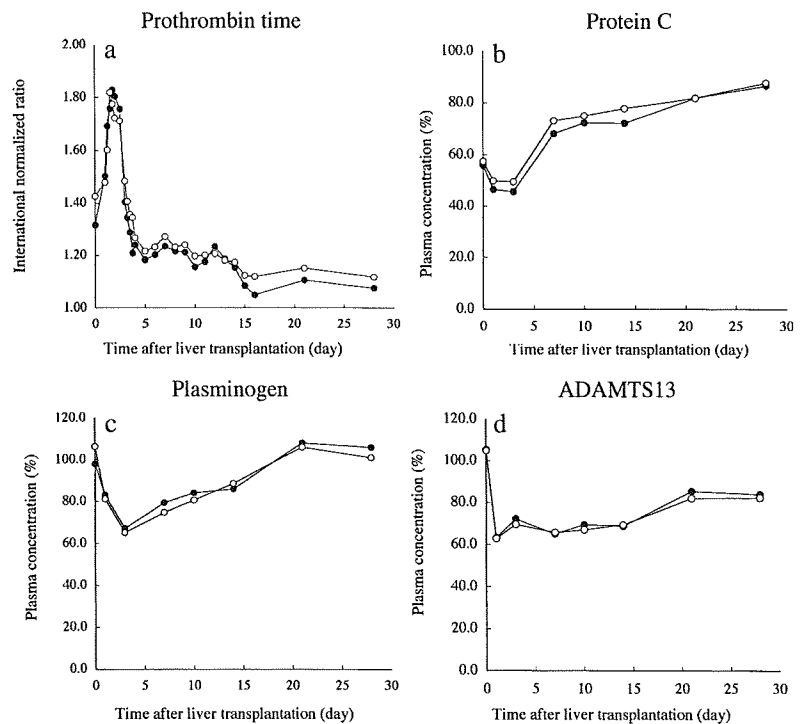 Prothrombin time
a
International normalized ratio
2.00
1.80
1.60
1.40
1.20
1.00
0 5 10 15 20 25 30
Time after liver transplantation (day)
Protein C
b
Plasma concentration (%)
100.0
80.0
60.0
40.0
20.0
0.0
0 5 10 15 20 25 30
Time after liver transplantation (day)
Plasminogen
c
Plasma concentration (%)
120.0
100.0
80.0
60.0
40.0
20.0
0.0
0 5 10 15 20 25 30
Time after liver transplantation (day)
ADAMTS13
d
Plasma concentration (%)
120.0
100.0
80.0
60.0
40.0
20.0
0.0
0 5 10 15 20 25 30
Time after liver transplantation (day)